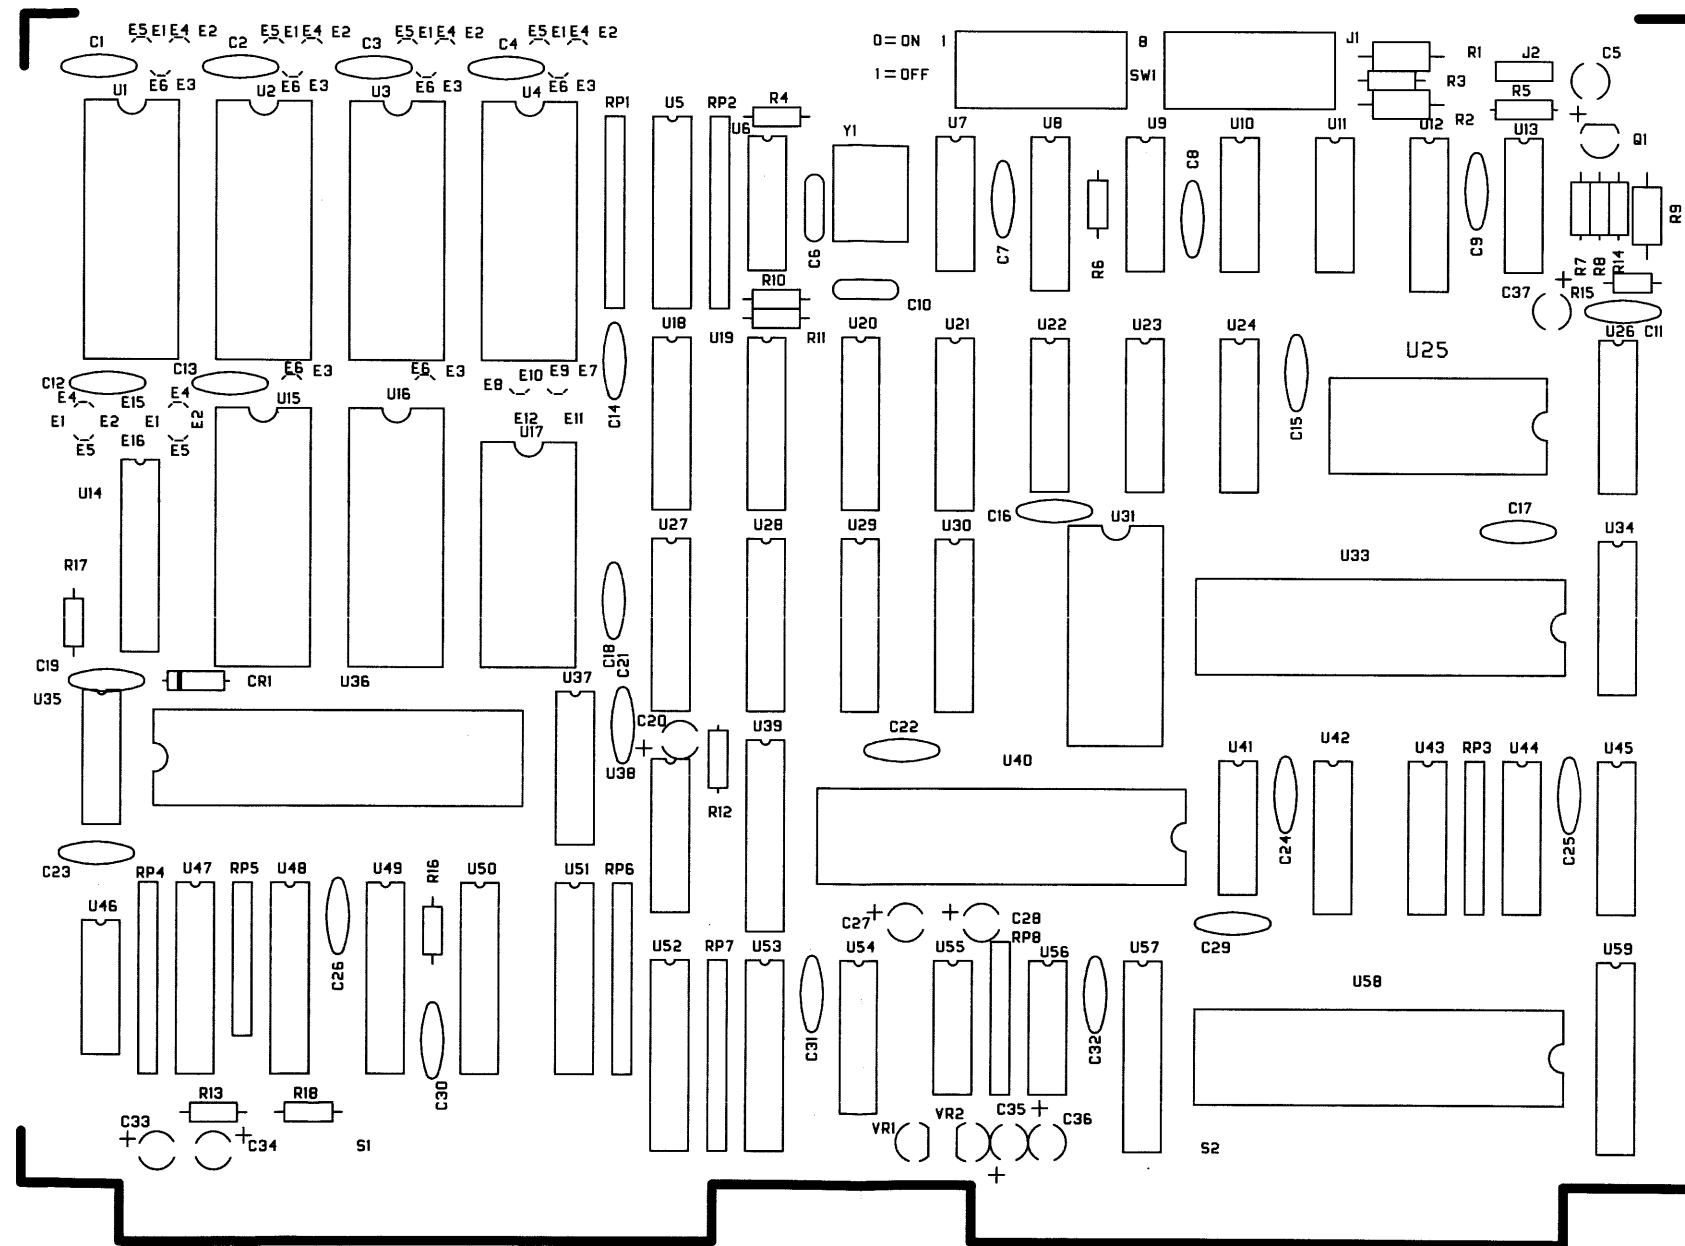 E5 E1 E4 E2 E5 E1 E4 E2 E5 E1 E4 E2 E5 E1 E4 E2
C1 C2 C3 C4 0=ON 1 8 J1 R1 J2 C5
E6 E3 E6 E3 E6 E3 E6 E3 1=OFF SW1 R3
U1 U2 U3 U4 RP1 U5 RP2 R4 R5
U6 Y1 U7 U8 U9 U10 U11 U12 R2 U13 Q1
C8
C6 C7 R6 C9 R9
R7 R8 R14
R10 C10 C37 R15
U18 U19 R11 U20 U21 U22 U23 U24 U26 C11
U25
C12 C13 E6 E3 E6 E3 E8 E10 E9 E7
E4 E15 E4 U15 U16
E1 E2 E1 E2 E12 E11 C14 C15
E16 U17
E5 E5
U14
C16 U31 C17
U27 U28 U29 U30 U34
R17 U33
C19 C18 C21
CR1 U36 U37
U35
C20 U39 C22
U38 U40 U41 U42 U43 RP3 U44 U45
R12
C24 C25
C23 RP4 U47 RP5 U48 U49 R16 U50 U51 RP6
U46 C27 C28
RP8 C29
C26 U52 RP7 U53 U54 U55 U56 U57 U59
U58
C31 C32
R13 R18 C30
C33 C34 S1 VR1 VR2 C35 C36 S2